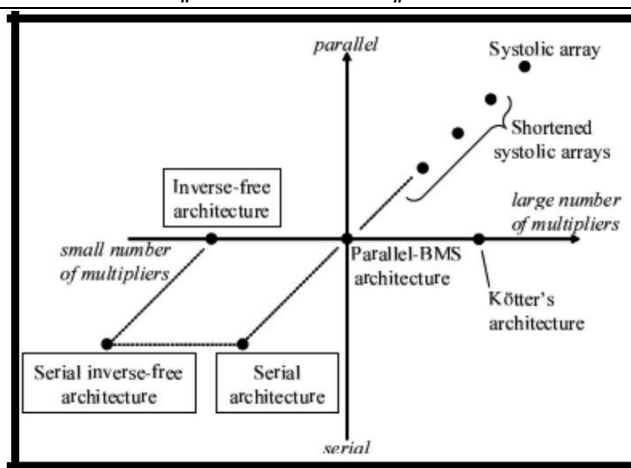 parallel
Systolic array
Shortened
systolic arrays
Inverse-free
architecture
large number
of multipliers
small number
of multipliers
Parallel-BMS
architecture
Kötter's
architecture
Serial inverse-free
architecture
Serial
architecture
serial